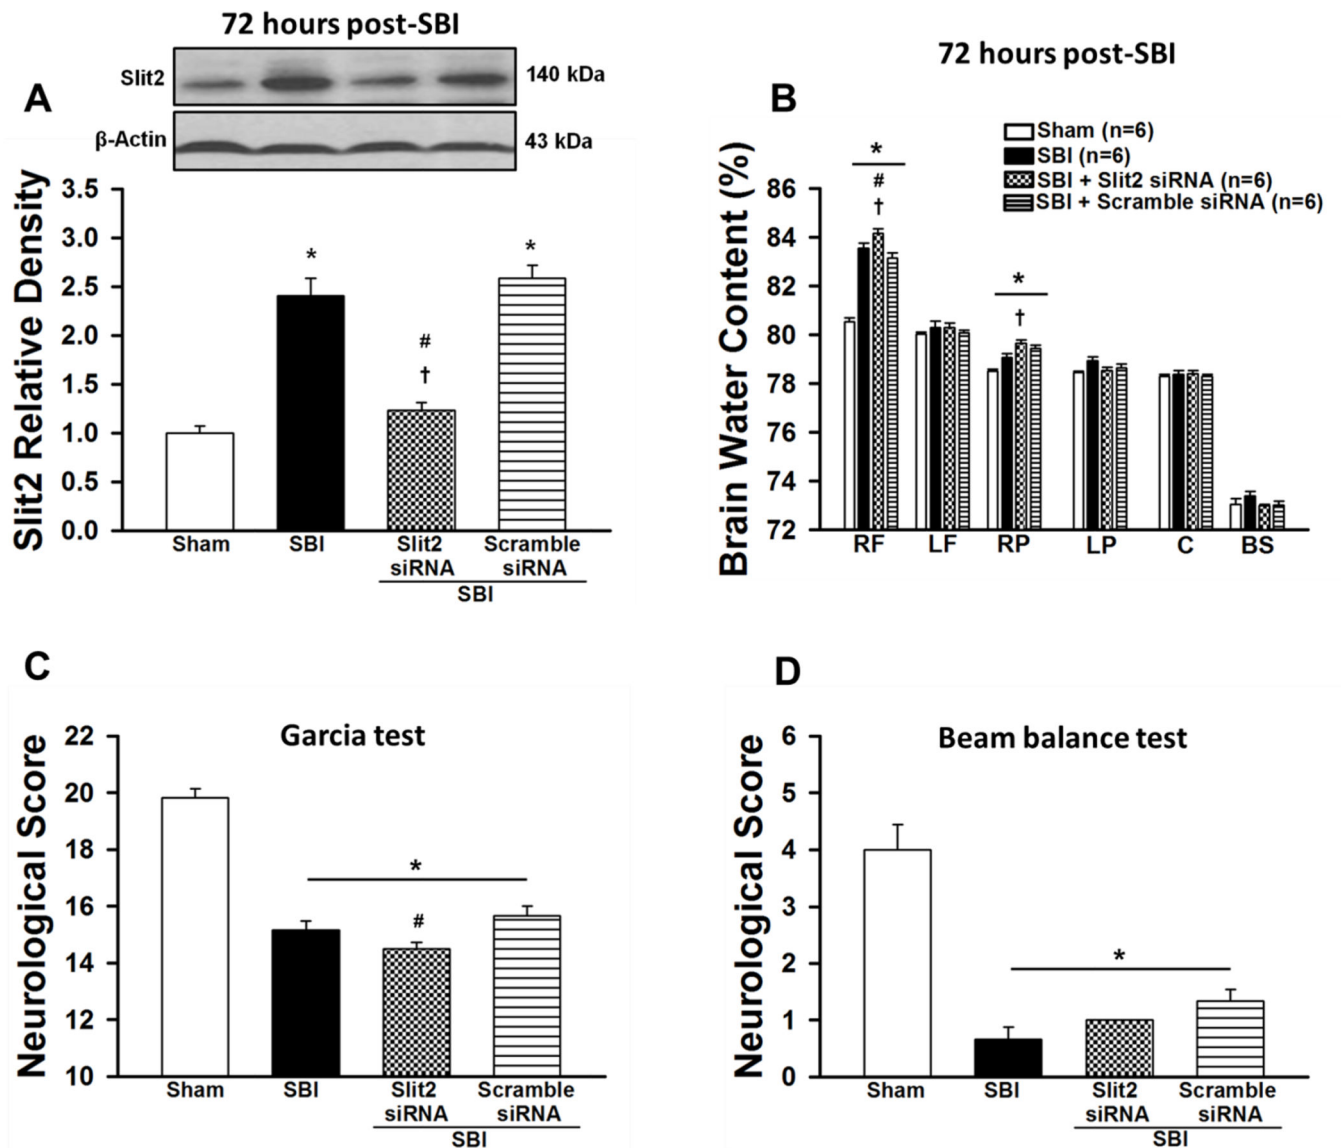 72 hours post-SBI
A
Slit2
140 kDa
β-Actin
43 kDa
Slit2 Relative Density
3.5
3.0
2.5
2.0
1.5
1.0
0.5
0.0
*
#
†
*
Sham
SBI
Slit2
siRNA
Scramble
siRNA
SBI
72 hours post-SBI
B
Sham (n=6)
SBI (n=6)
SBI + Slit2 siRNA (n=6)
SBI + Scramble siRNA (n=6)
Brain Water Content (%)
86
84
82
80
78
76
74
72
*
#
†
*
†
RF
LF
RP
LP
C
BS
C
Garcia test
Neurological Score
22
20
18
16
14
12
10
*
#
Sham
SBI
Slit2
siRNA
Scramble
siRNA
SBI
D
Beam balance test
Neurological Score
6
5
4
3
2
1
0
*
Sham
SBI
Slit2
siRNA
Scramble
siRNA
SBI